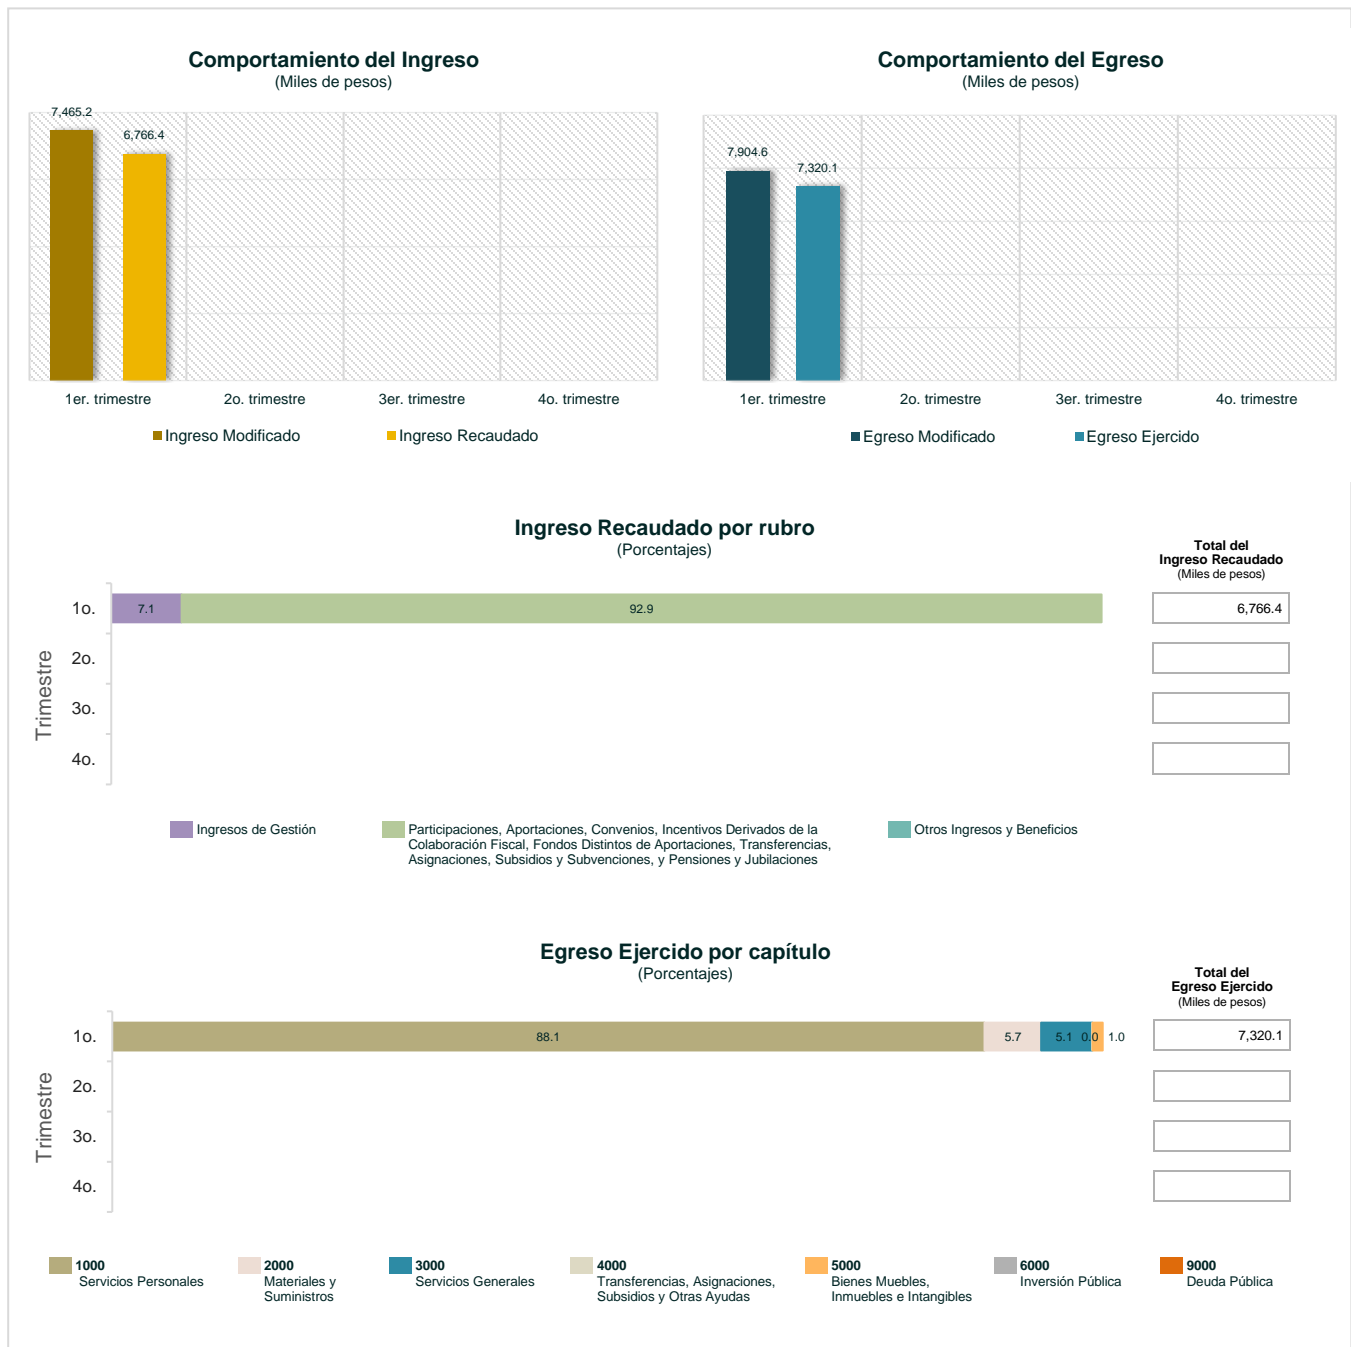 Comportamiento del Ingreso
(Miles de pesos)
7,465.2
6,766.4
1er. trimestre
2o. trimestre
3er. trimestre
4o. trimestre
Ingreso Modificado
Ingreso Recaudado
Comportamiento del Egreso
(Miles de pesos)
7,904.6
7,320.1
1er. trimestre
2o. trimestre
3er. trimestre
4o. trimestre
Egreso Modificado
Egreso Ejercido
Ingreso Recaudado por rubro
(Porcentajes)
Total del
Ingreso Recaudado
(Miles de pesos)
Trimestre
1o.
7.1
92.9
6,766.4
2o.
3o.
4o.
Ingresos de Gestión
Participaciones, Aportaciones, Convenios, Incentivos Derivados de la
Colaboración Fiscal, Fondos Distintos de Aportaciones, Transferencias,
Asignaciones, Subsidios y Subvenciones, y Pensiones y Jubilaciones
Otros Ingresos y Beneficios
Egreso Ejercido por capítulo
(Porcentajes)
Total del
Egreso Ejercido
(Miles de pesos)
Trimestre
1o.
88.1
5.7
5.1
0.0
1.0
7,320.1
2o.
3o.
4o.
1000
Servicios Personales
2000
Materiales y
Suministros
3000
Servicios Generales
4000
Transferencias, Asignaciones,
Subsidios y Otras Ayudas
5000
Bienes Muebles,
Inmuebles e Intangibles
6000
Inversión Pública
9000
Deuda Pública